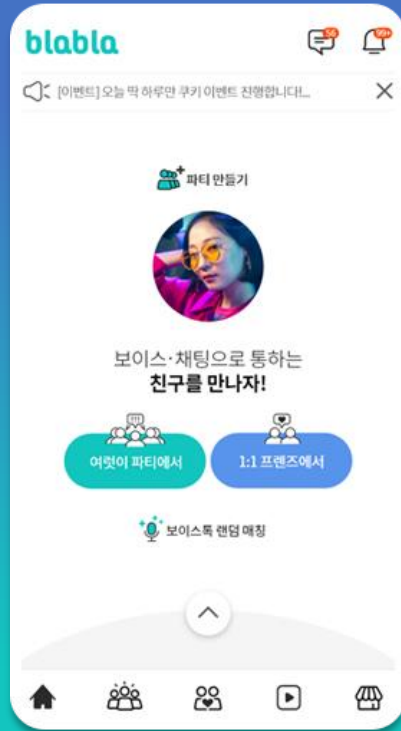 blabla
56
99+
[이벤트] 오늘 딱 하루만 쿠키 이벤트 진행합니다!...
파티 만들기
보이스·채팅으로 통하는
친구를 만나자!
여럿이 파티에서
1:1 프렌즈에서
보이스톡 랜덤 매칭